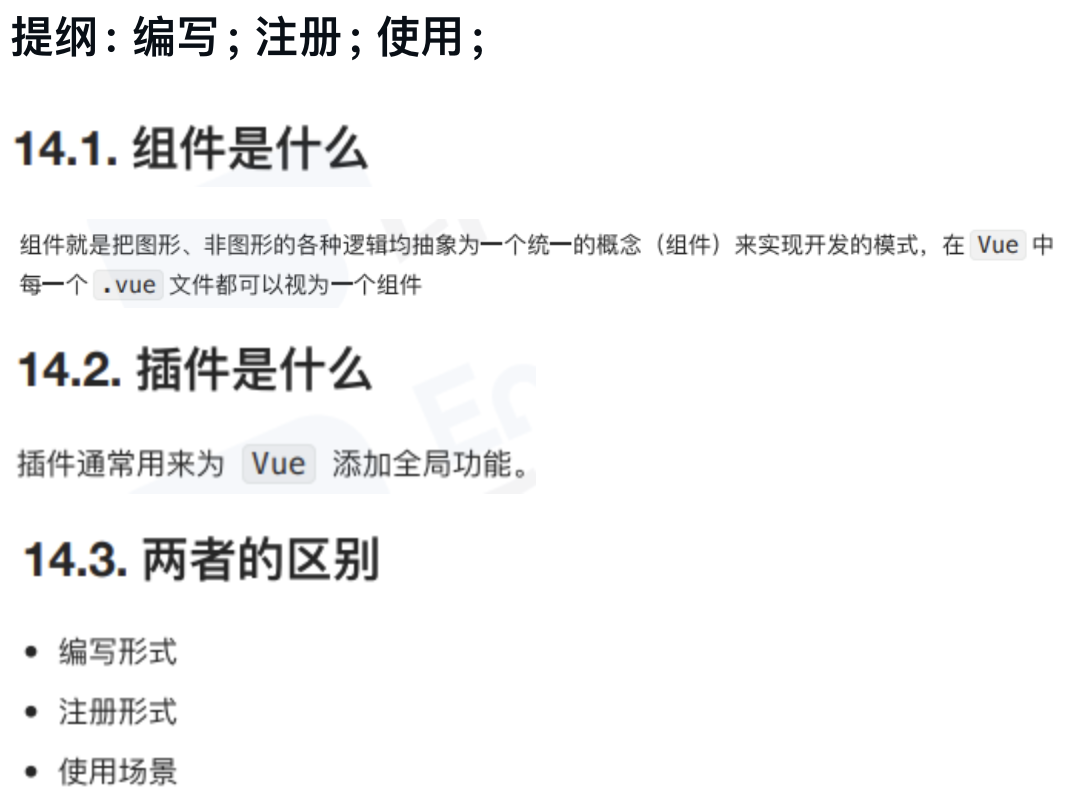 提纲：编写；注册；使用；
14.1. 组件是什么
组件就是把图形、非图形的各种逻辑均抽象为一个统一的概念（组件）来实现开发的模式，在 Vue 中
每一个 .vue 文件都可以视为一个组件
14.2. 插件是什么
插件通常用来为 Vue 添加全局功能。
14.3. 两者的区别
• 编写形式
• 注册形式
• 使用场景